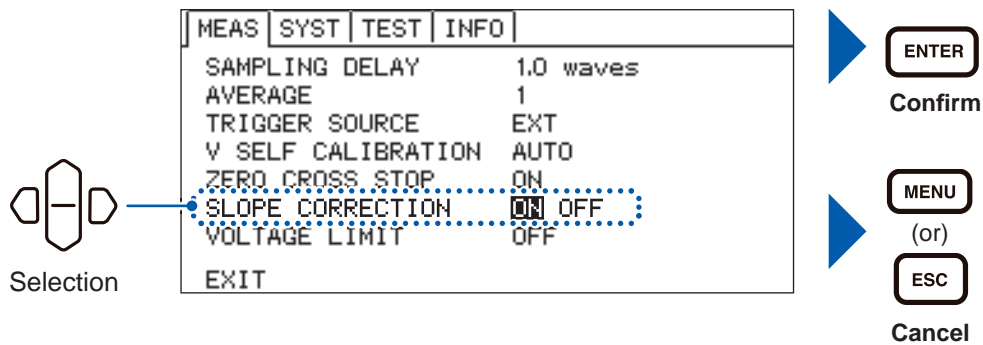 MEAS SYST TEST INFO
SAMPLING DELAY 1.0 waves
AVERAGE 1
TRIGGER SOURCE EXT
V SELF CALIBRATION AUTO
ZERO CROSS STOP ON
SLOPE CORRECTION ON OFF
VOLTAGE LIMIT OFF
EXIT
Selection
ENTER
Confirm
MENU
(or)
ESC
Cancel